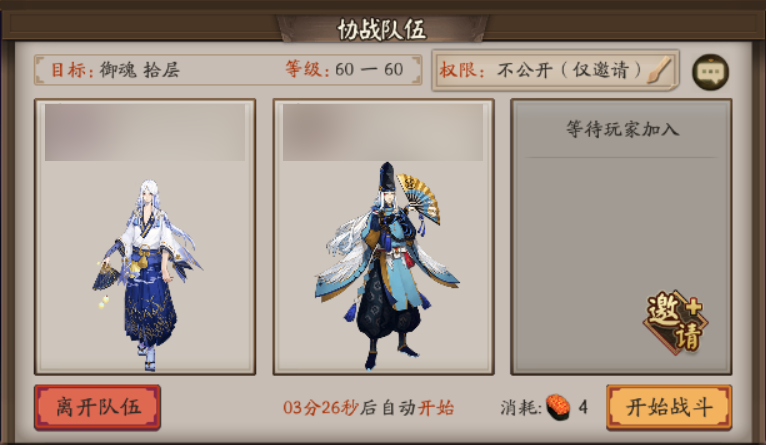 协战队伍
目标: 御魂 拾层
等级: 60 一 60
权限: 不公开（仅邀请）
等待玩家加入
邀请
离开队伍
03分26秒后自动开始
消耗: 4
开始战斗